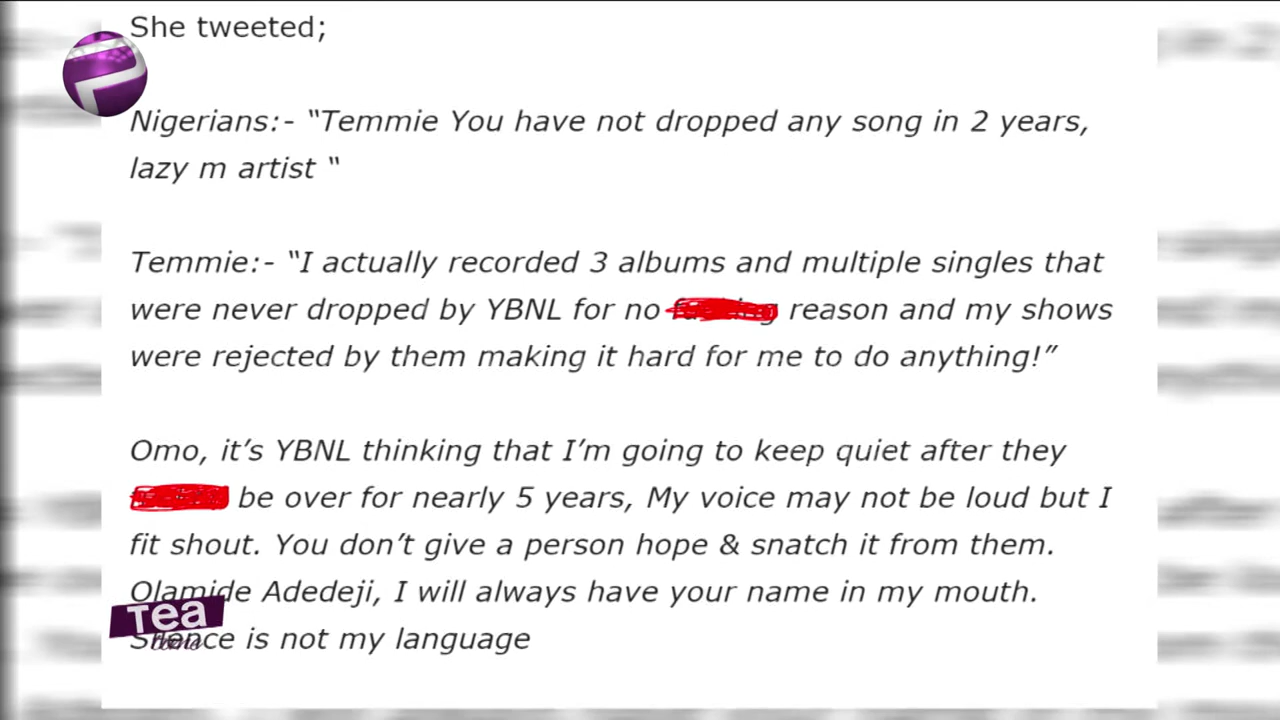 She tweeted;
Nigerians:- “Temmie You have not dropped any song in 2 years,
lazy m artist “
Temmie:- “I actually recorded 3 albums and multiple singles that
were never dropped by YBNL for no reason and my shows
were rejected by them making it hard for me to do anything!”
Omo, it’s YBNL thinking that I’m going to keep quiet after they
be over for nearly 5 years, My voice may not be loud but I
fit shout. You don’t give a person hope & snatch it from them.
Olamide Adedeji, I will always have your name in my mouth.
Tea
Silence is not my language